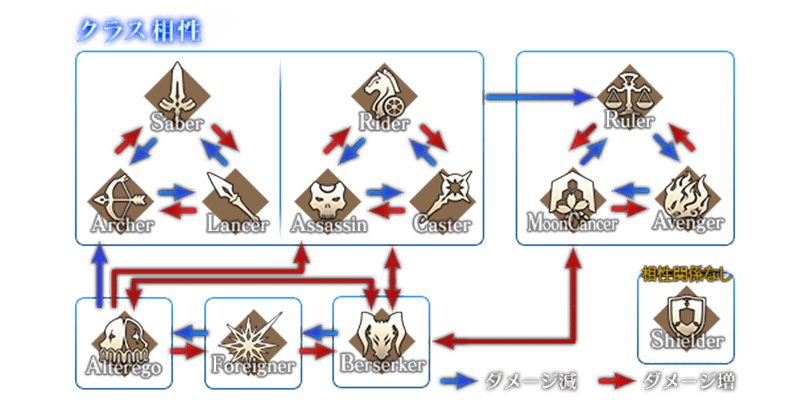 クラス相性
Saber
Rider
Ruler
Archer
Lancer
Assassin
Caster
MoonCancer
Avenger
相性関係なし
Shielder
Alterego
Foreigner
Berserker
ダメージ減
ダメージ増